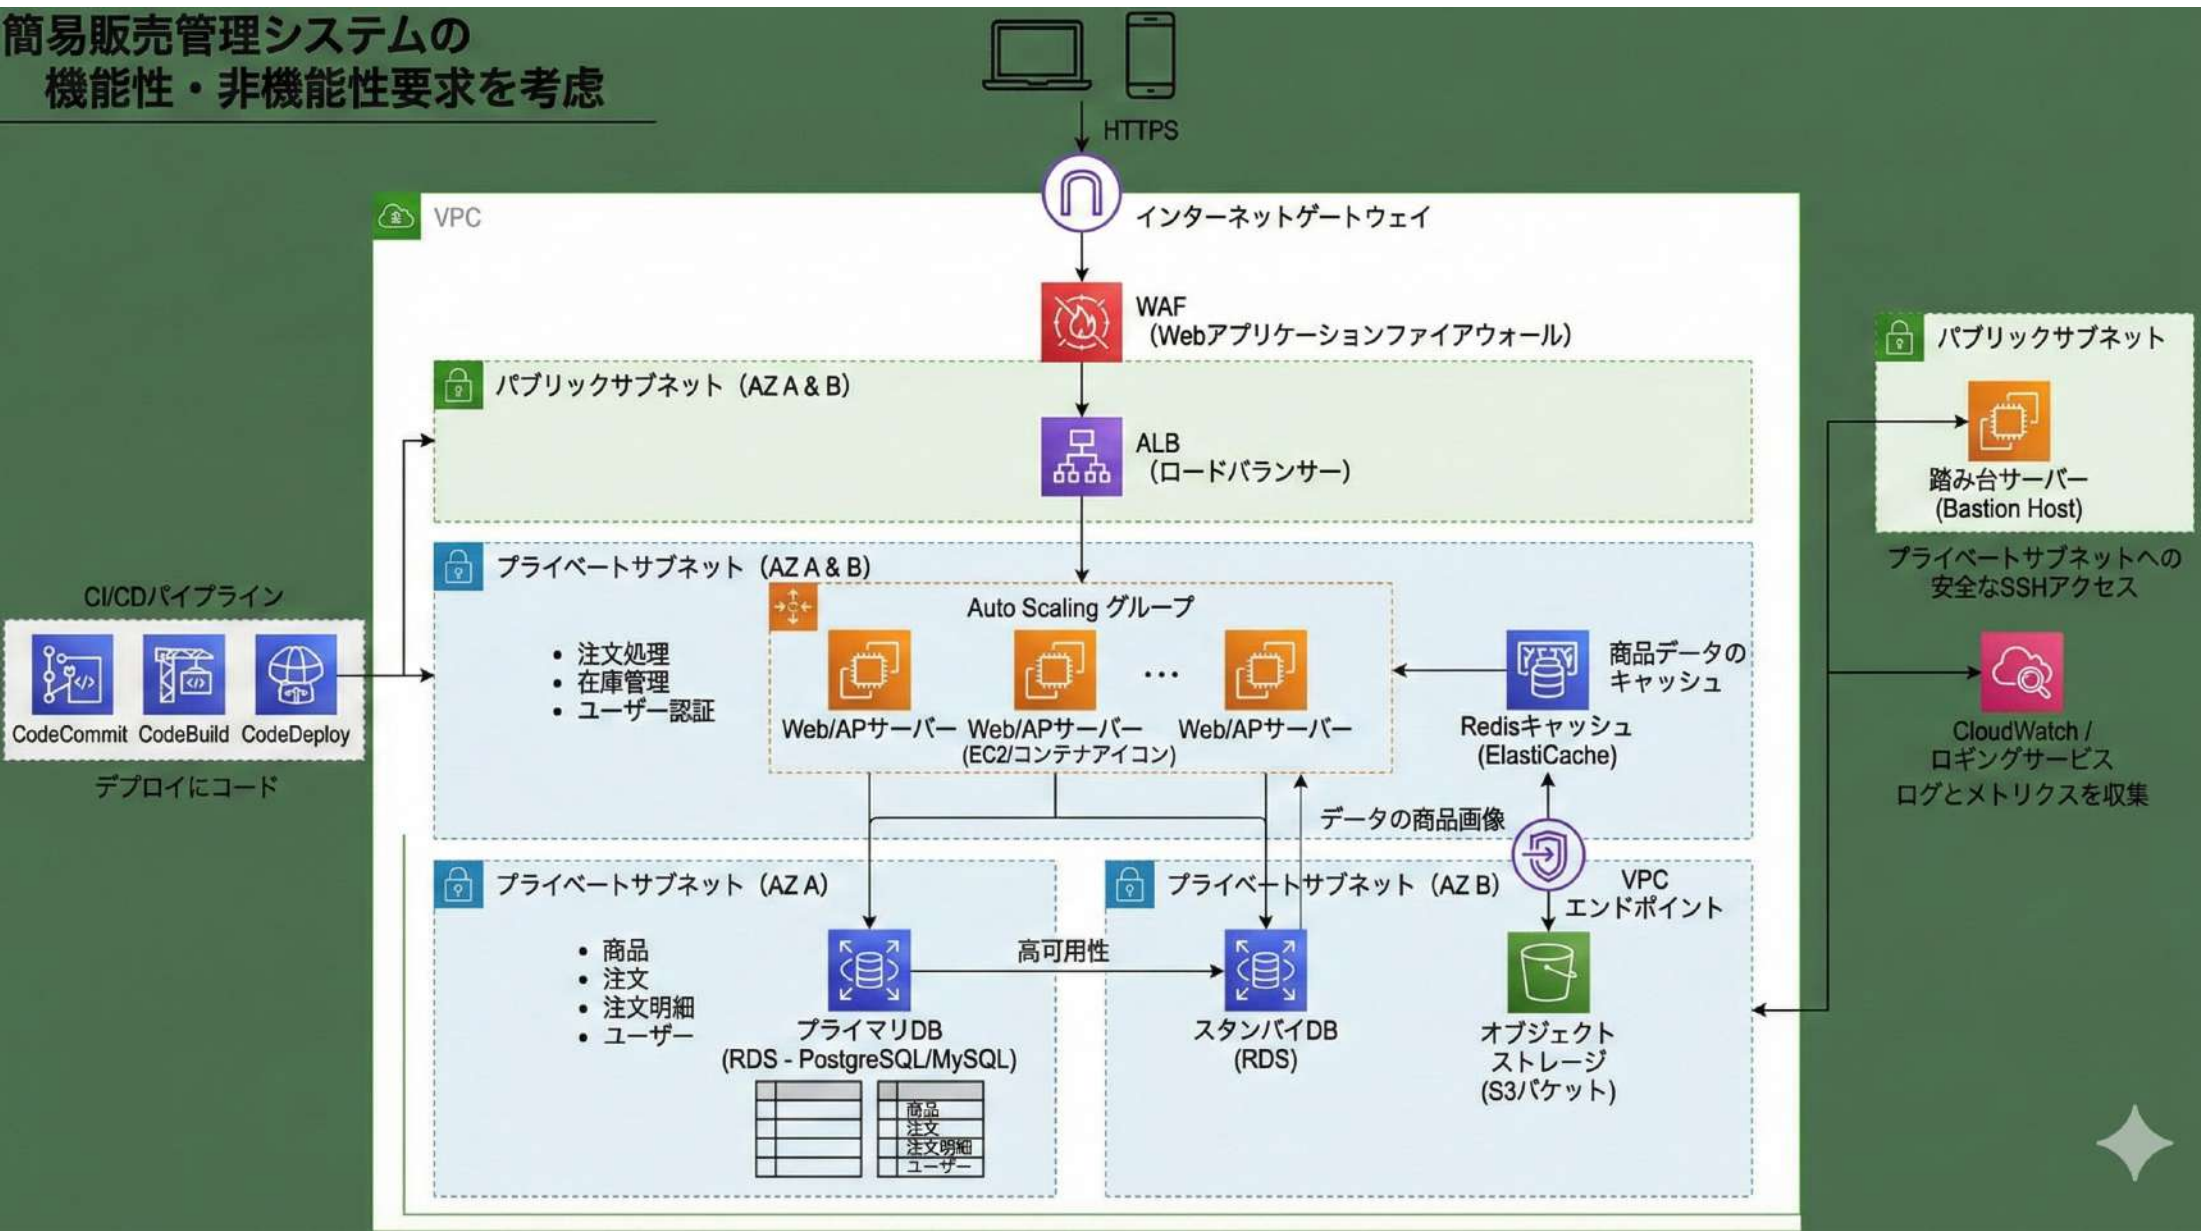 簡易販売管理システムの
機能性・非機能性要求を考慮
HTTPS
VPC
インターネットゲートウェイ
WAF
（Webアプリケーションファイアウォール）
パブリックサブネット（AZ A & B）
ALB
（ロードバランサー）
プライベートサブネット（AZ A & B）
Auto Scaling グループ
• 注文処理
• 在庫管理
• ユーザー認証
Web/APサーバー
Web/APサーバー
(EC2/コンテナアイコン)
…
Web/APサーバー
商品データの
キャッシュ
Redisキャッシュ
(ElastiCache)
データの商品画像
CI/CDパイプライン
CodeCommit
CodeBuild
CodeDeploy
デプロイにコード
プライベートサブネット（AZ A）
• 商品
• 注文
• 注文明細
• ユーザー
プライマリDB
(RDS - PostgreSQL/MySQL)
商品
注文
注文明細
ユーザー
高可用性
プライベートサブネット（AZ B）
スタンバイDB
(RDS)
VPC
エンドポイント
オブジェクト
ストレージ
(S3バケット)
パブリックサブネット
踏み台サーバー
(Bastion Host)
プライベートサブネットへの
安全なSSHアクセス
CloudWatch /
ロギングサービス
ログとメトリクスを収集